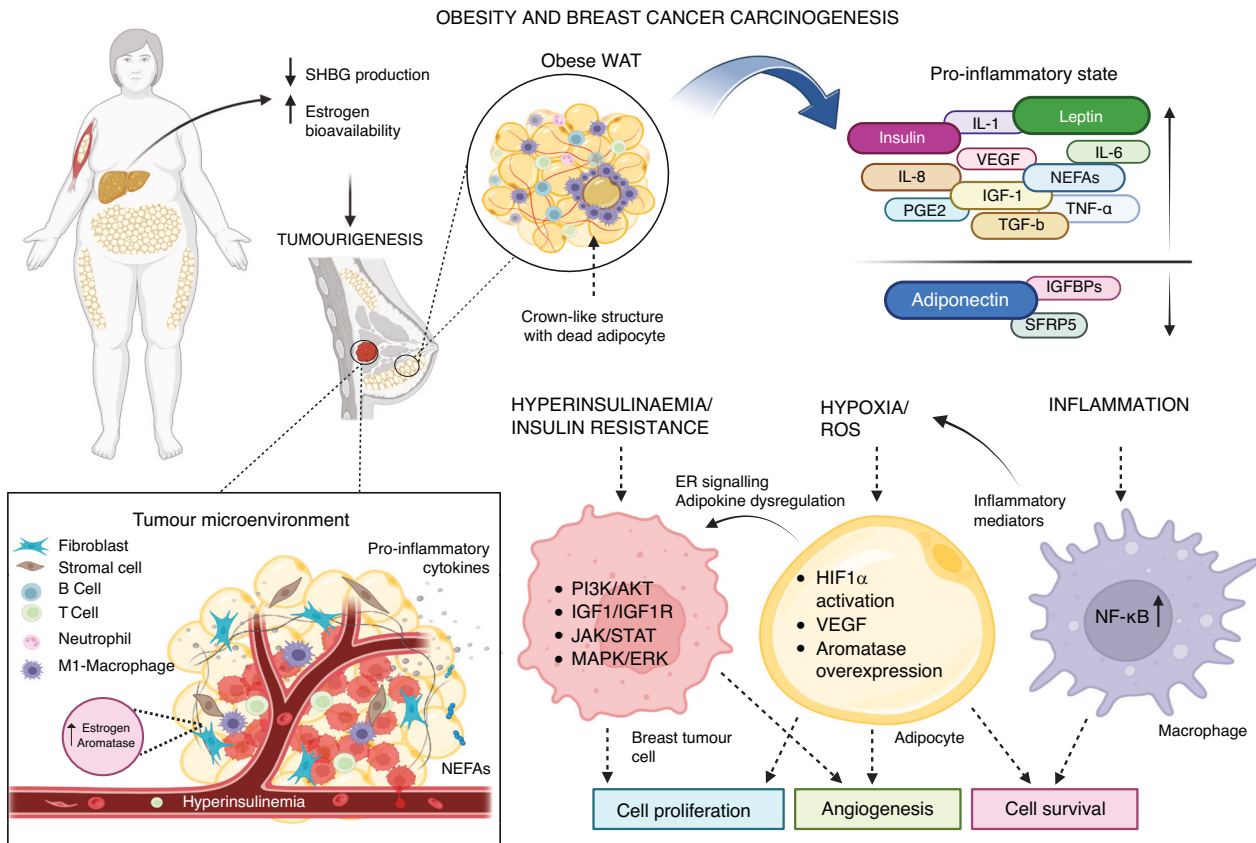 OBESITY AND BREAST CANCER CARCINOGENESIS
SHBG production
Estrogen
bioavailability
TUMOURIGENESIS
Obese WAT
Crown-like structure
with dead adipocyte
Pro-inflammatory state
Insulin
IL-1
Leptin
VEGF
IL-6
IL-8
NEFAs
IGF-1
PGE2
TNF-α
TGF-b
Adiponectin
IGFBPs
SFRP5
HYPERINSULINAEMIA/
INSULIN RESISTANCE
HYPOXIA/
ROS
INFLAMMATION
ER signalling
Adipokine dysregulation
Inflammatory
mediators
• PI3K/AKT
• IGF1/IGF1R
• JAK/STAT
• MAPK/ERK
• HIF1α
activation
• VEGF
• Aromatase
overexpression
NF-κB
Breast tumour
cell
Adipocyte
Macrophage
Cell proliferation
Angiogenesis
Cell survival
Tumour microenvironment
Fibroblast
Stromal cell
B Cell
T Cell
Neutrophil
M1-Macrophage
Pro-inflammatory
cytokines
Estrogen
Aromatase
NEFAs
Hyperinsulinemia